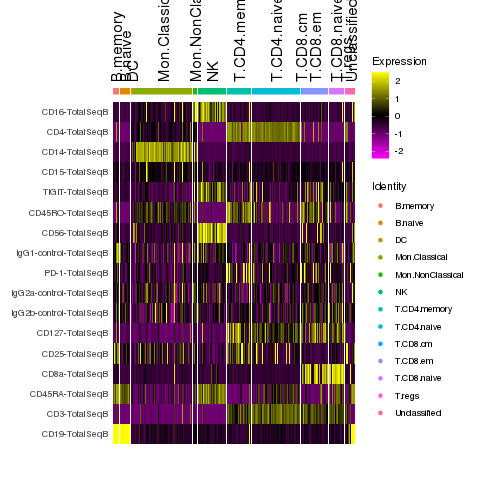 B.memory
B.naive
DC
Mon.Classic
Mon.NonCla
NK
T.CD4.mem
T.CD4.naive
T.CD8.cm
T.CD8.em
T.CD8.naive
T.regs
Unclassified
CD16-TotalSeqB
CD4-TotalSeqB
CD14-TotalSeqB
CD15-TotalSeqB
TIGIT-TotalSeqB
CD45RO-TotalSeqB
CD56-TotalSeqB
IgG1-control-TotalSeqB
PD-1-TotalSeqB
IgG2a-control-TotalSeqB
IgG2b-control-TotalSeqB
CD127-TotalSeqB
CD25-TotalSeqB
CD8a-TotalSeqB
CD45RA-TotalSeqB
CD3-TotalSeqB
CD19-TotalSeqB
Expression
2
1
0
-1
-2
Identity
B.memory
B.naive
DC
Mon.Classical
Mon.NonClassical
NK
T.CD4.memory
T.CD4.naive
T.CD8.cm
T.CD8.em
T.CD8.naive
T.regs
Unclassified